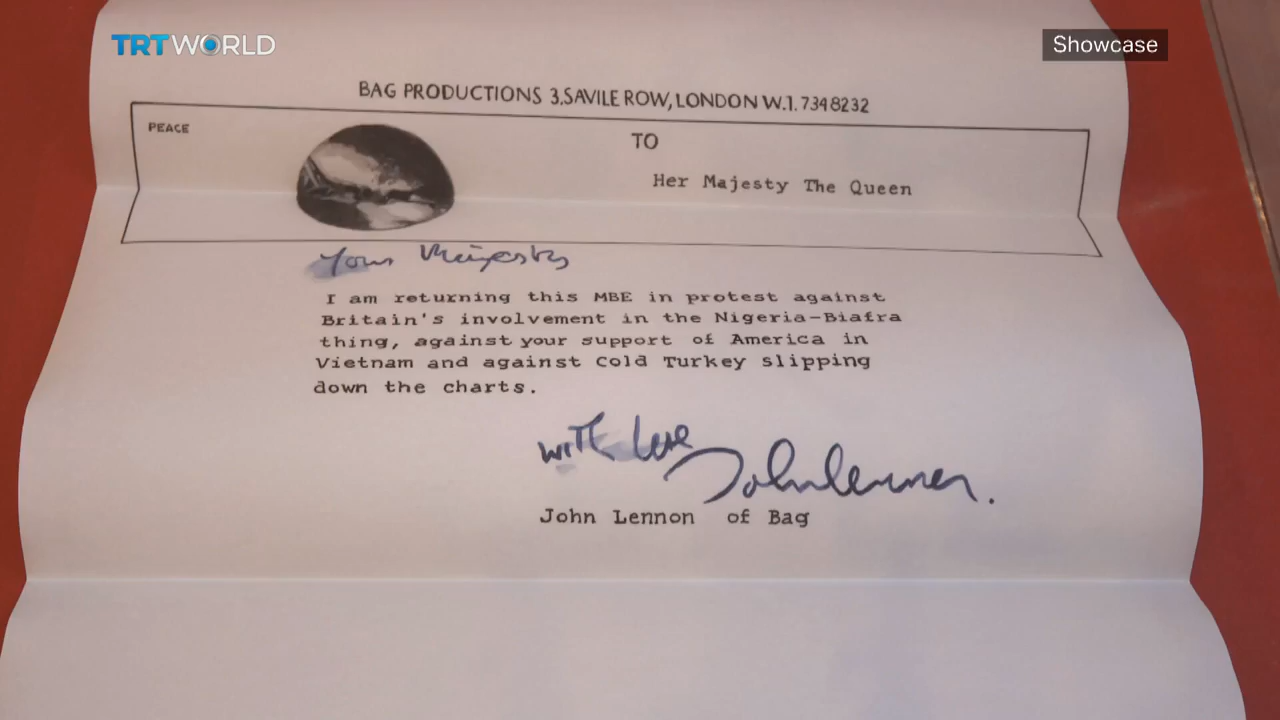 TRT WORLD
Showcase
BAG PRODUCTIONS 3, SAVILE ROW, LONDON W.1. 7348232
PEACE
TO
Her Majesty The Queen
Your Majesty
I am returning this MBE in protest against
Britain's involvement in the Nigeria-Biafra
thing, against your support of America in
Vietnam and against Cold Turkey slipping
down the charts.
with love
John Lennon.
John Lennon of Bag